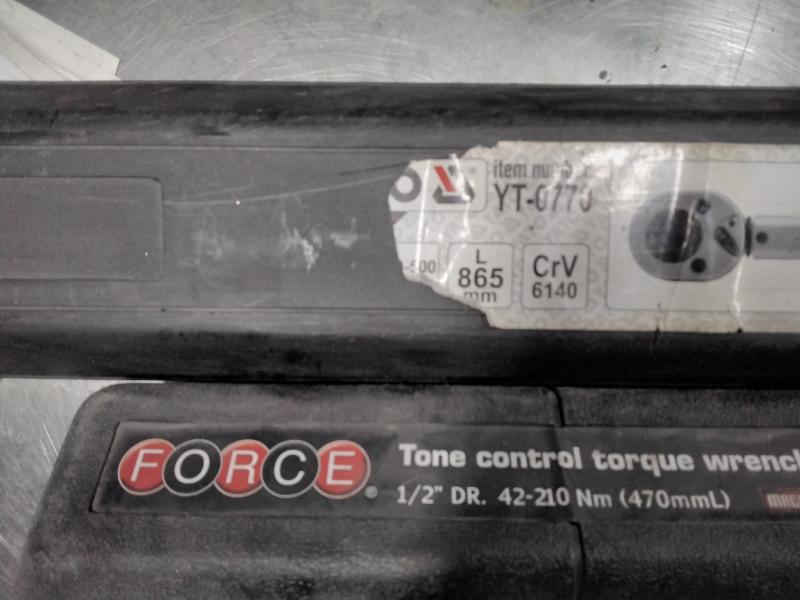 O
item number
YT-0770
-500
L
865
mm
CrV
6140
FORCE®
Tone control torque wrench
1/2" DR. 42-210 Nm (470mmL)